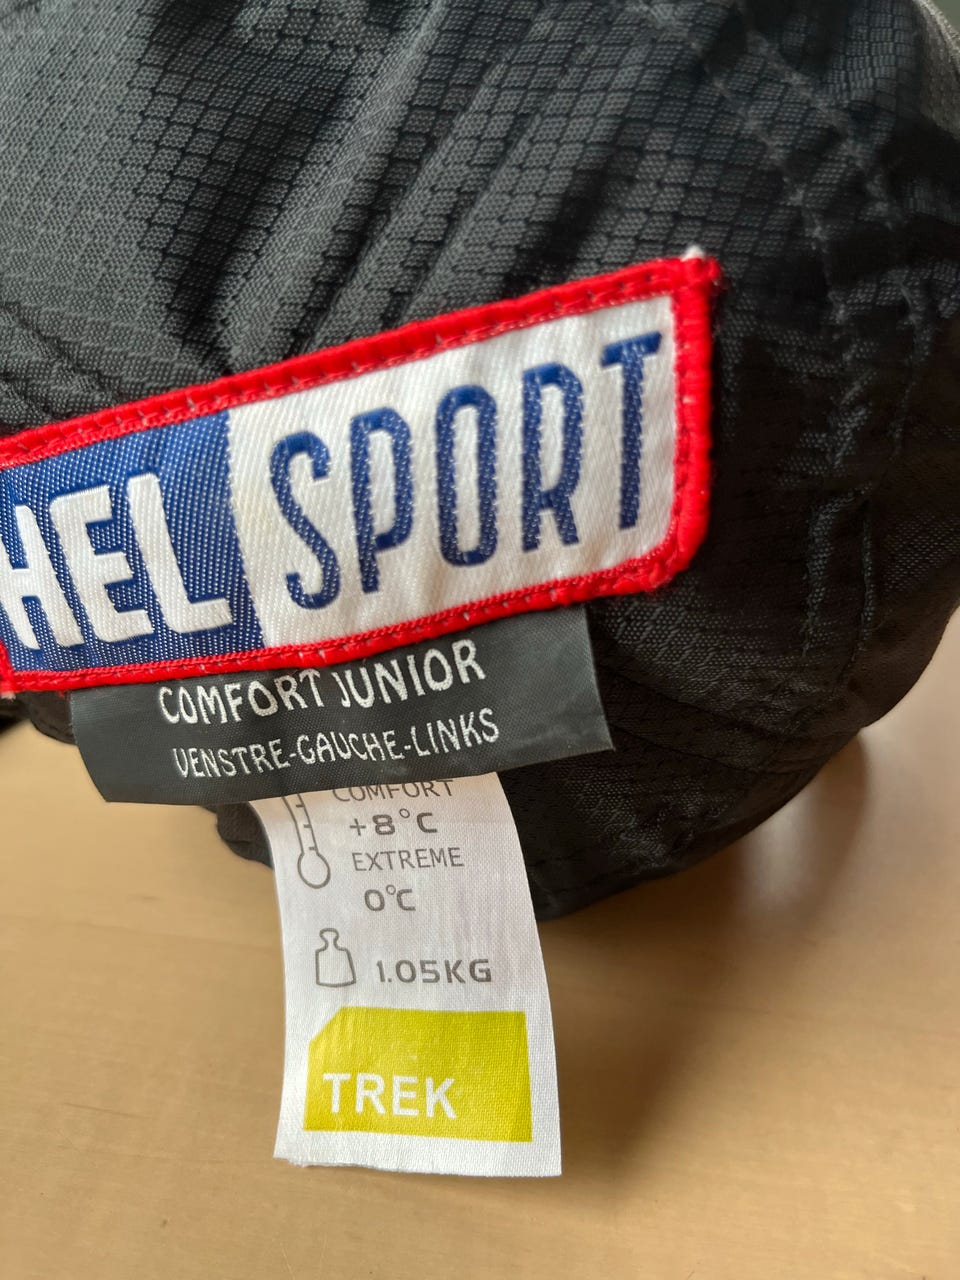 HEL SPORT
COMFORT JUNIOR
VENSTRE-GAUCHE-LINKS
COMFORT
+8°C
EXTREME
0°C
1.05KG
TREK